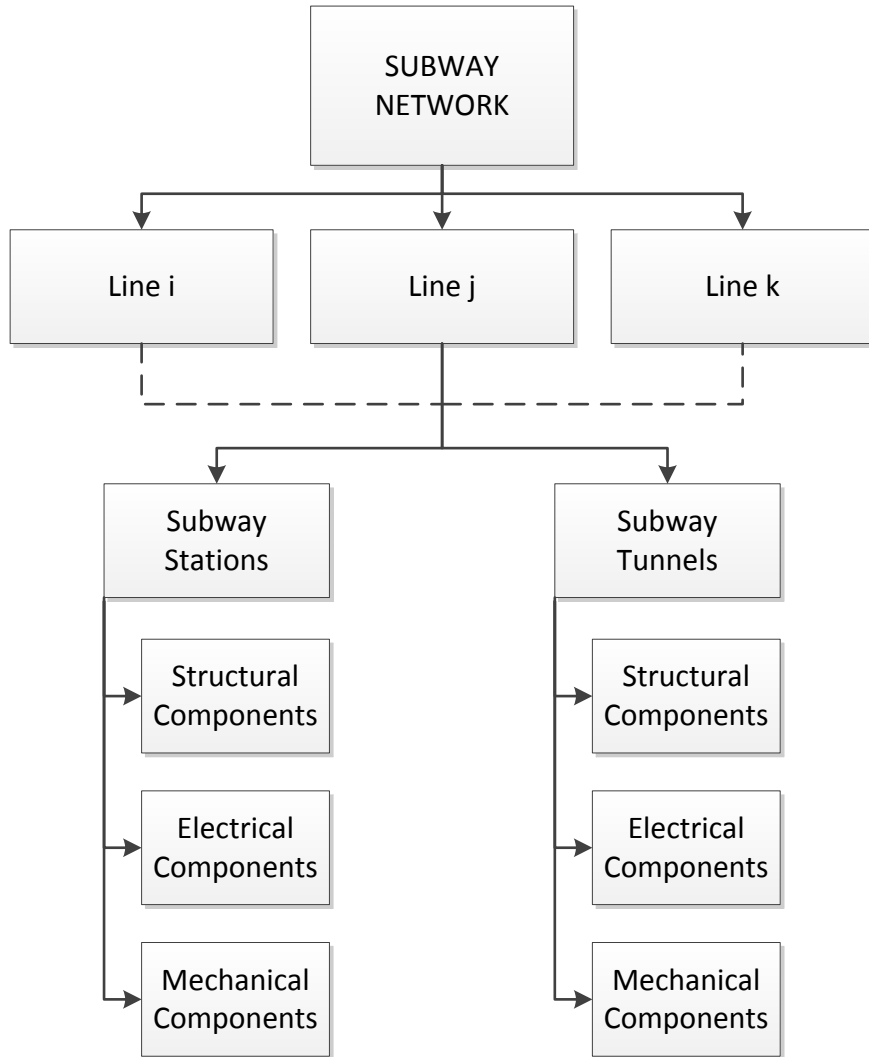 SUBWAY
NETWORK
Line i
Line j
Line k
Subway
Stations
Subway
Tunnels
Structural
Components
Structural
Components
Electrical
Components
Electrical
Components
Mechanical
Components
Mechanical
Components